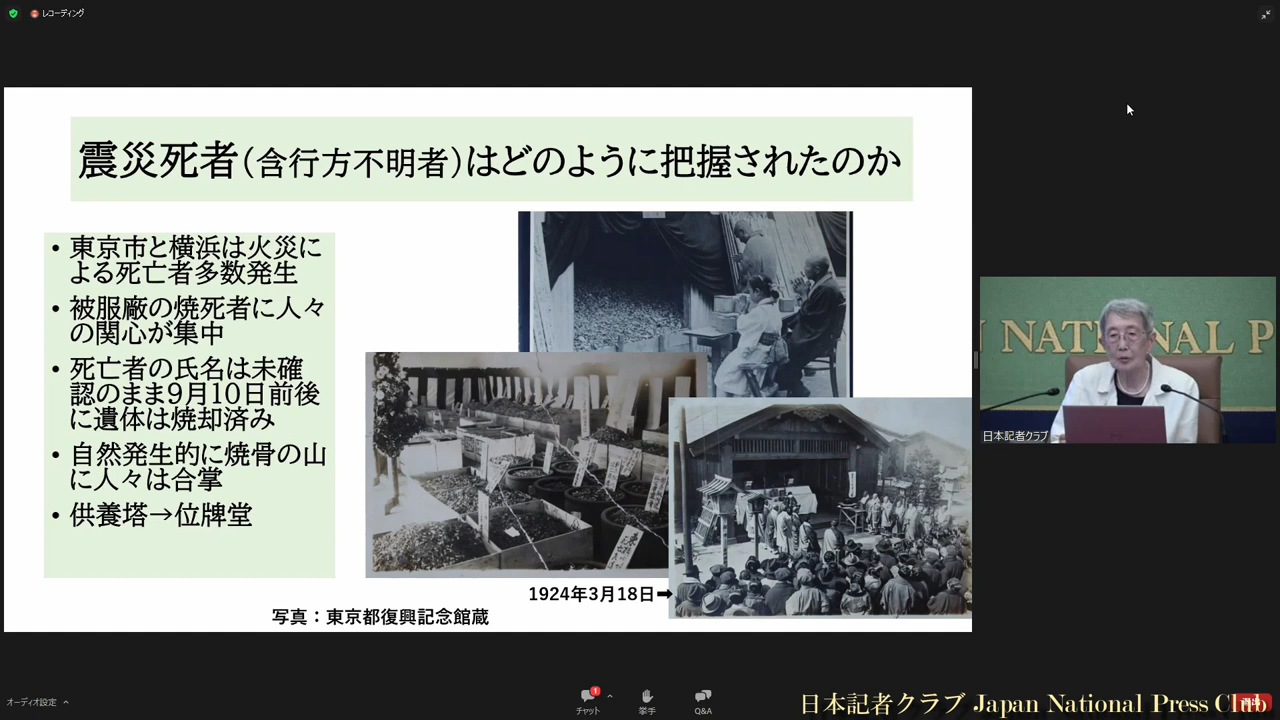 レコーディング
震災死者(含行方不明者)はどのように把握されたのか
• 東京市と横浜は火災に
よる死亡者多数発生
• 被服廠の焼死者に人々
の関心が集中
• 死亡者の氏名は未確
認のまま9月10日前後
に遺体は焼却済み
• 自然発生的に焼骨の山
に人々は合掌
• 供養塔→位牌堂
1924年3月18日➡
写真：東京都復興記念館蔵
N NATIONAL P
日本記者クラブ
オーディオ設定
チャット
1
挙手
Q&A
日本記者クラブ Japan National Press Club